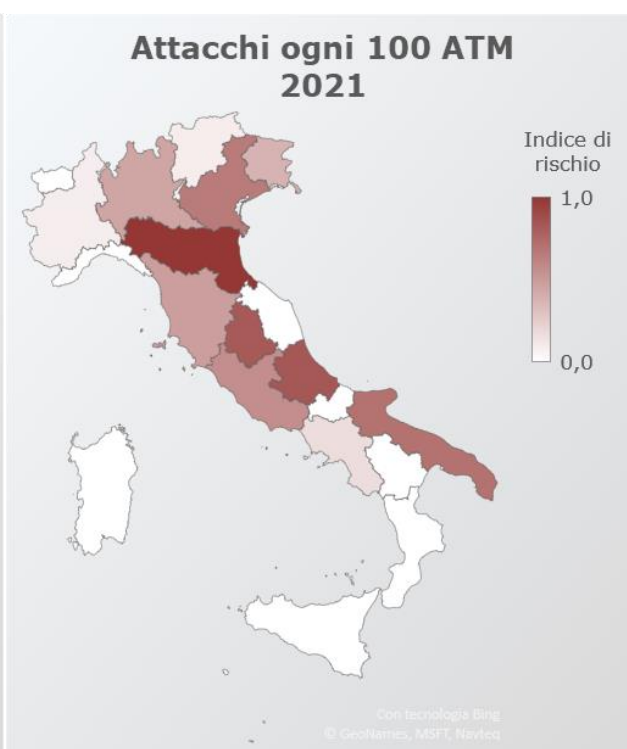 Attacchi ogni 100 ATM
2021
Indice di
rischio
1,0
0,0
Con tecnologia Bing
© GeoNames, MSFT, Navteq